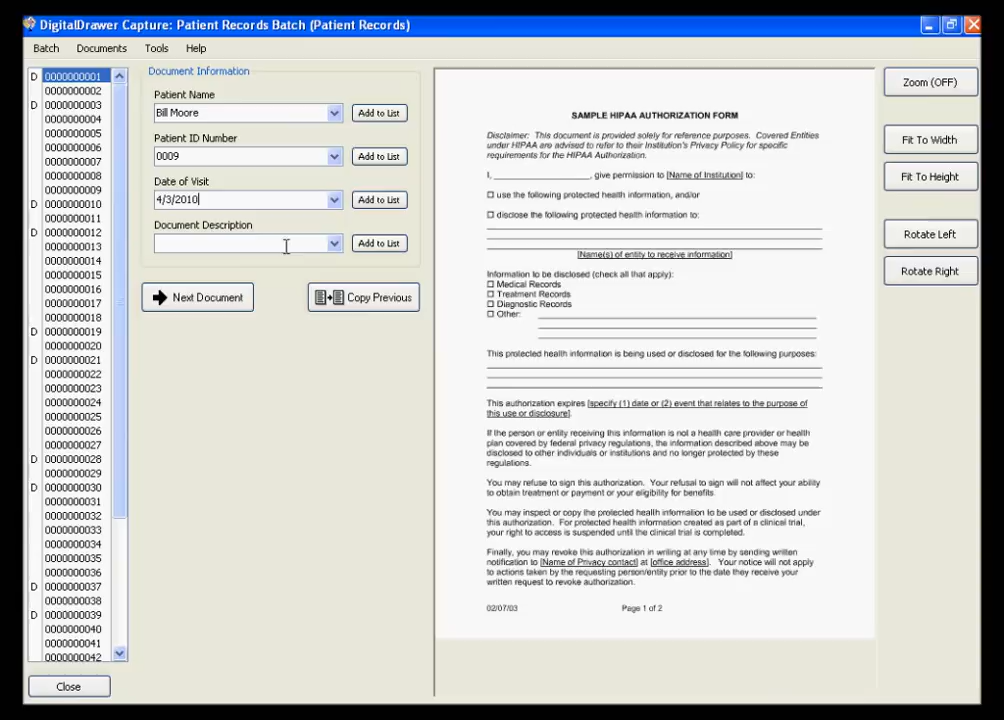 DigitalDrawer Capture: Patient Records Batch (Patient Records)
Batch Documents Tools Help
D 0000000001
0000000002
D 0000000003
0000000004
0000000005
0000000006
0000000007
0000000008
0000000009
D 0000000010
0000000011
D 0000000012
0000000013
0000000014
0000000015
0000000016
0000000017
0000000018
D 0000000019
0000000020
D 0000000021
0000000022
0000000023
0000000024
0000000025
0000000026
0000000027
D 0000000028
0000000029
D 0000000030
0000000031
0000000032
0000000033
0000000034
0000000035
0000000036
D 0000000037
0000000038
D 0000000039
0000000040
0000000041
0000000042
Close
Document Information
Patient Name
Bill Moore
Add to List
Patient ID Number
0009
Add to List
Date of Visit
4/3/2010
Add to List
Document Description
Add to List
Next Document
Copy Previous
SAMPLE HIPAA AUTHORIZATION FORM
Disclaimer: This document is provided solely for reference purposes. Covered Entities
under HIPAA are advised to refer to their Institution's Privacy Policy for specific
requirements for the HIPAA Authorization.
I, ____________________, give permission to [Name of Institution] to:
☐ use the following protected health information, and/or
☐ disclose the following protected health information to:
[Name(s) of entity to receive information]
Information to be disclosed (check all that apply):
☐ Medical Records
☐ Treatment Records
☐ Diagnostic Records
☐ Other:
This protected health information is being used or disclosed for the following purposes:
This authorization expires [specify (1) date or (2) event that relates to the purpose of
this use or disclosure].
If the person or entity receiving this information is not a health care provider or health
plan covered by federal privacy regulations, the information described above may be
disclosed to other individuals or institutions and no longer protected by these
regulations.
You may refuse to sign this authorization. Your refusal to sign will not affect your ability
to obtain treatment or payment or your eligibility for benefits.
You may inspect or copy the protected health information to be used or disclosed under
this authorization. For protected health information created as part of a clinical trial,
your right to access is suspended until the clinical trial is completed.
Finally, you may revoke this authorization in writing at any time by sending written
notification to [Name of Privacy contact] at [office address]. Your notice will not apply
to actions taken by the requesting person/entity prior to the date they receive your
written request to revoke authorization.
02/07/03 Page 1 of 2
Zoom (OFF)
Fit To Width
Fit To Height
Rotate Left
Rotate Right